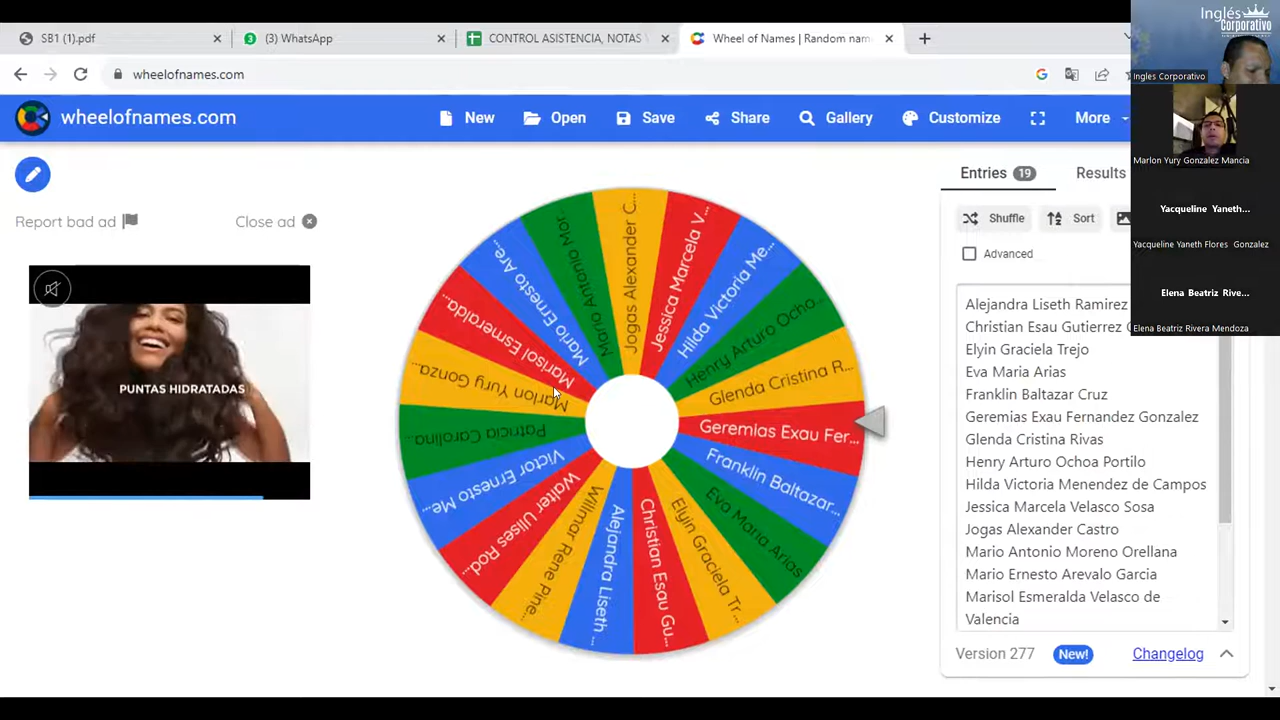 SB1 (1).pdf
(3) WhatsApp
CONTROL ASISTENCIA, NOTAS
Wheel of Names | Random nam
wheelofnames.com
wheelofnames.com
New
Open
Save
Share
Gallery
Customize
More
Report bad ad
Close ad
PUNTAS HIDRATADAS
Jogas Alexander C...
Jessica Marcela V...
Hilda Victoria Me...
Henry Arturo Ocho...
Glenda Cristina R...
Geremias Exau Fer...
Franklin Baltazar...
Eva Maria Arias
Elyin Graciela Tr...
Christian Esau Gu...
Alejandra Liseth ...
Willmar Rene Pine...
Walter Ulises Rod...
Victor Ernesto Me...
Patricia Carolina...
Marlon Yury Gonza...
Marisol Esmeralda...
Mario Ernesto Are...
Mario Antonio Mor...
Entries 19
Results
Shuffle
Sort
Advanced
Alejandra Liseth Ramirez
Christian Esau Gutierrez
Elyin Graciela Trejo
Eva Maria Arias
Franklin Baltazar Cruz
Geremias Exau Fernandez Gonzalez
Glenda Cristina Rivas
Henry Arturo Ochoa Portilo
Hilda Victoria Menendez de Campos
Jessica Marcela Velasco Sosa
Jogas Alexander Castro
Mario Antonio Moreno Orellana
Mario Ernesto Arevalo Garcia
Marisol Esmeralda Velasco de
Valencia
Version 277
New!
Changelog
Inglés
Corporativo
Ingles Corporativo
Marlon Yury Gonzalez Mancia
Yacqueline Yaneth...
Yacqueline Yaneth Flores Gonzalez
Elena Beatriz Rive...
Elena Beatriz Rivera Mendoza